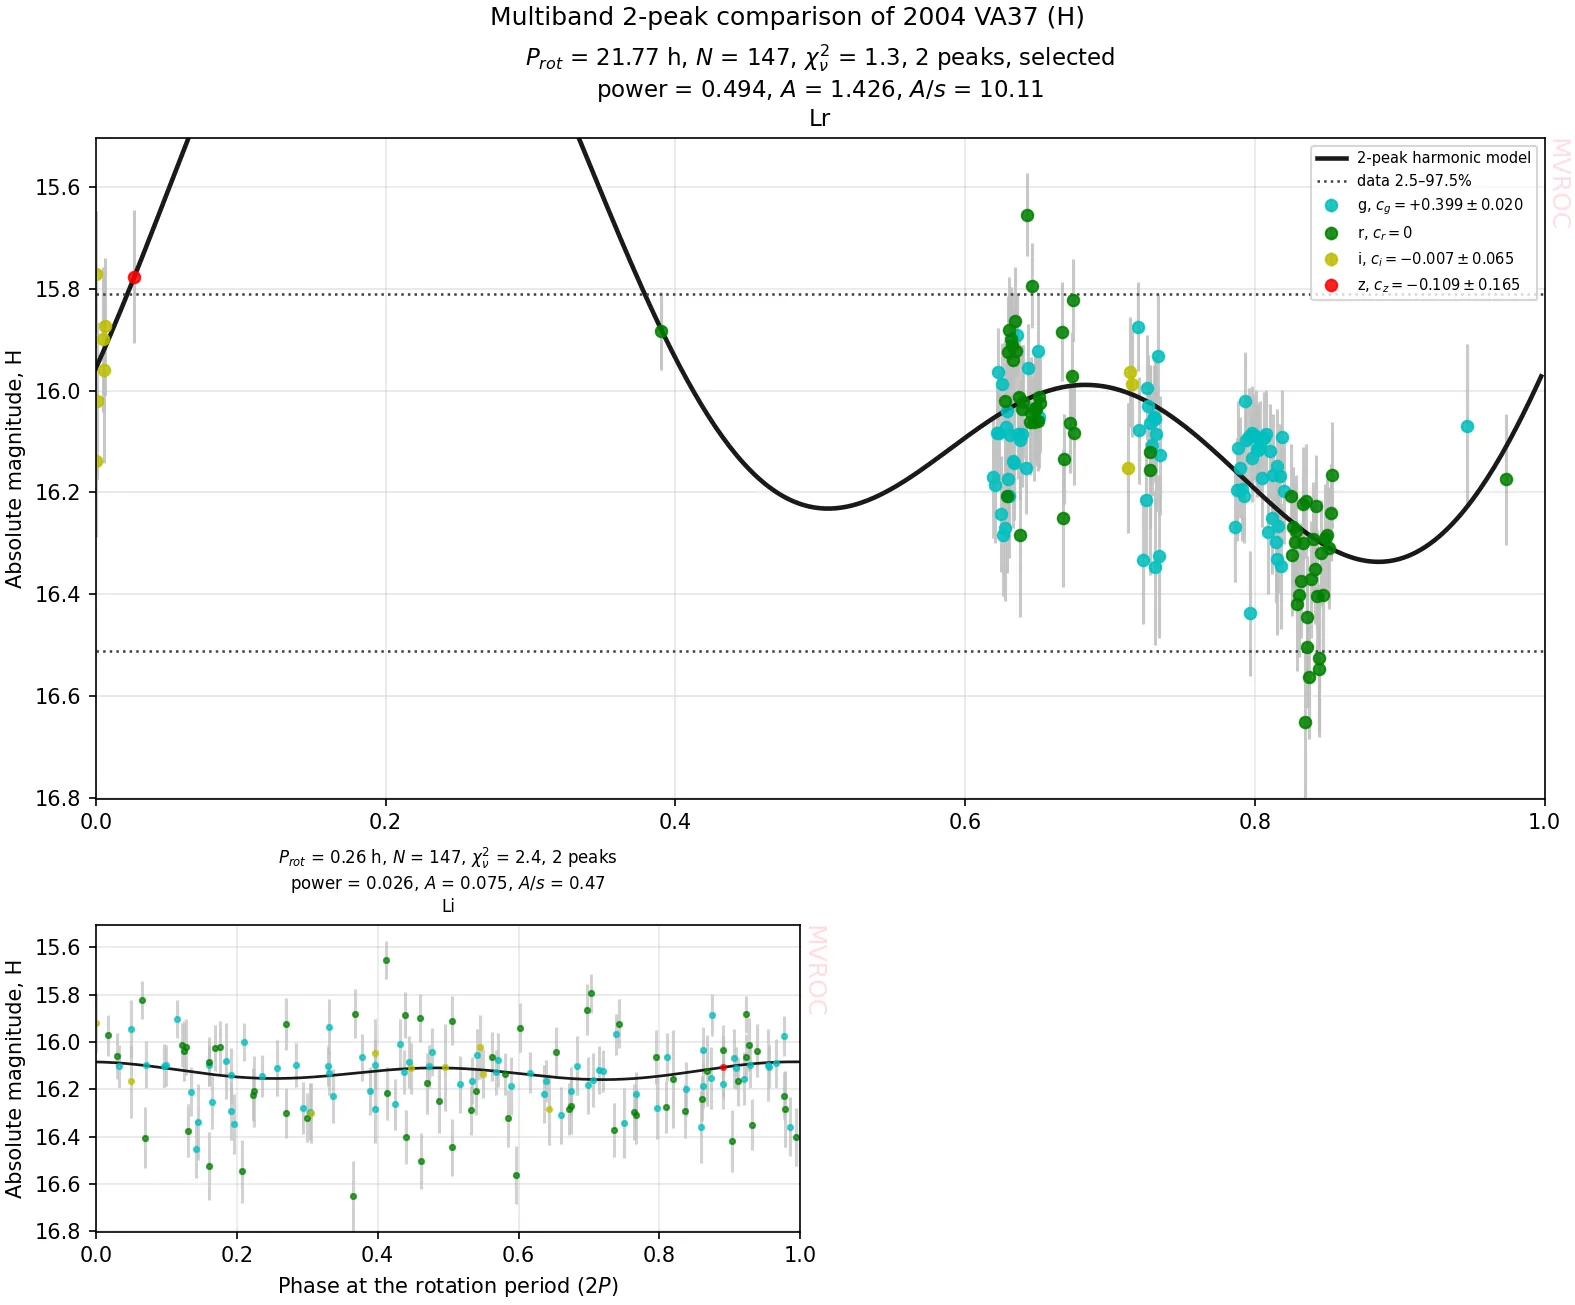 Multiband 2-peak comparison of 2004 VA37 (H)
P_rot = 21.77 h, N = 147, χ²_ν = 1.3, 2 peaks, selected
power = 0.494, A = 1.426, A/s = 10.11
Lr
2-peak harmonic model
data 2.5–97.5%
g, c_g = +0.399 ± 0.020
r, c_r = 0
i, c_i = −0.007 ± 0.065
z, c_z = −0.109 ± 0.165
MVROC
Absolute magnitude, H
15.6
15.8
16.0
16.2
16.4
16.6
16.8
0.0 0.2 0.4 0.6 0.8 1.0
P_rot = 0.26 h, N = 147, χ²_ν = 2.4, 2 peaks
power = 0.026, A = 0.075, A/s = 0.47
Li
MVROC
Absolute magnitude, H
15.6
15.8
16.0
16.2
16.4
16.6
16.8
0.0 0.2 0.4 0.6 0.8 1.0
Phase at the rotation period (2P)